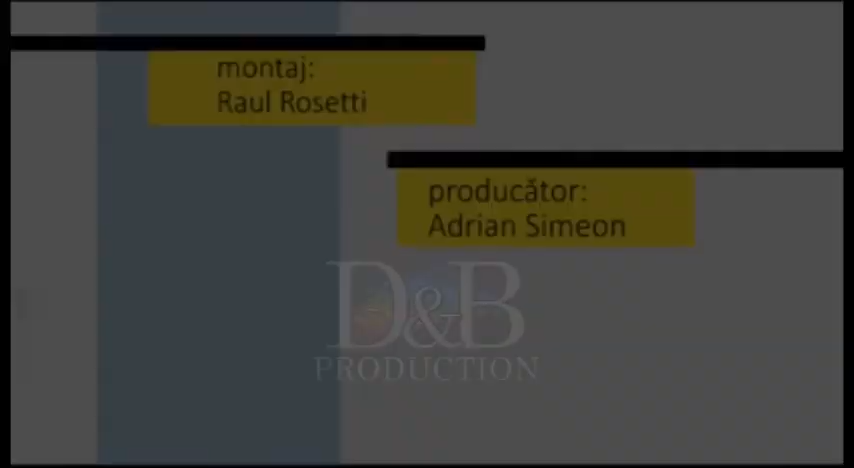 montaj:
Raul Rosetti
producător:
Adrian Simeon
D&B
PRODUCTION